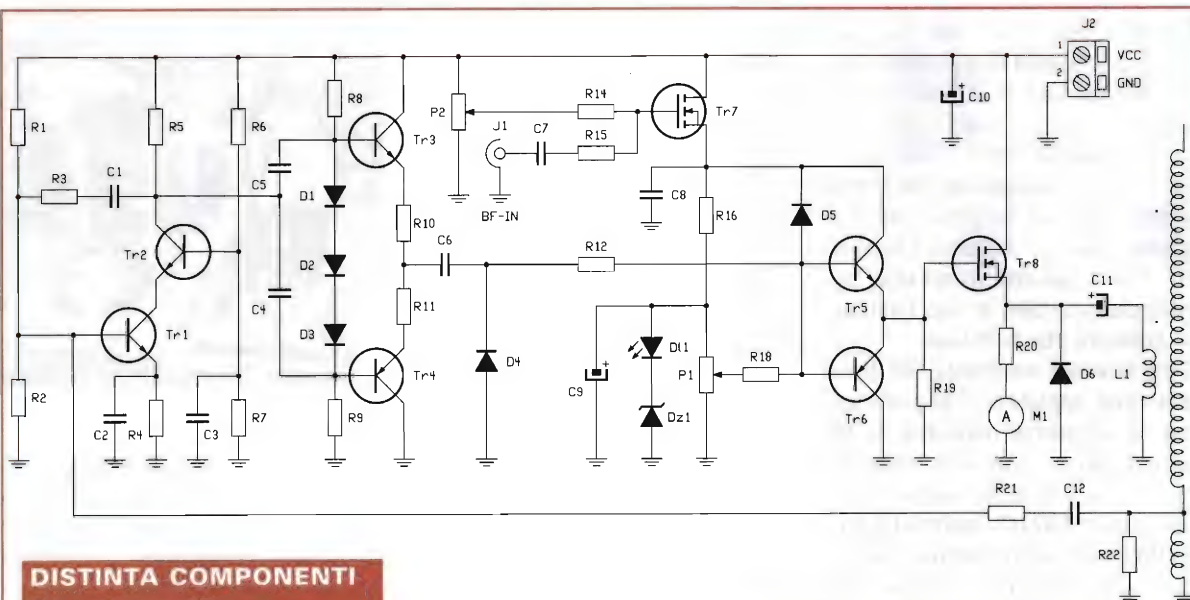 J2
1
VCC
2
GND
R1
R5
R6
R8
P2
J1
C7
R14
R15
Tr7
C10
R3
C1
C5
Tr3
D1
BF-IN
C8
R16
D5
Tr2
R10
C6
R12
D2
Tr5
Tr8
C11
R11
C4
Tr1
D3
D4
Dl1
P1
R18
R20
D6
L1
Tr4
C9
R19
R2
C2
R4
C3
R7
R9
Dz1
Tr6
A
M1
R21
C12
R22
DISTINTA COMPONENTI